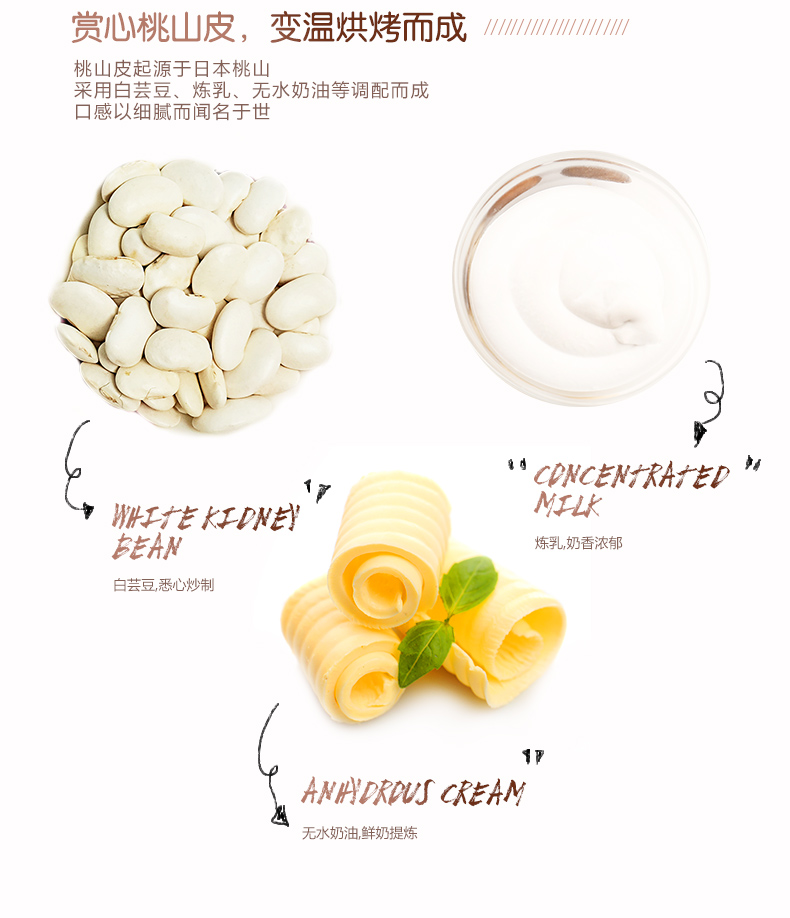 赏心桃山皮，变温烘烤而成
桃山皮起源于日本桃山
采用白芸豆、炼乳、无水奶油等调配而成
口感以细腻而闻名于世
" CONCENTRATED "
MILK
炼乳,奶香浓郁
WHITE KIDNEY "
BEAN
白芸豆,悉心炒制
ANHYDROUS CREAM "
无水奶油,鲜奶提炼